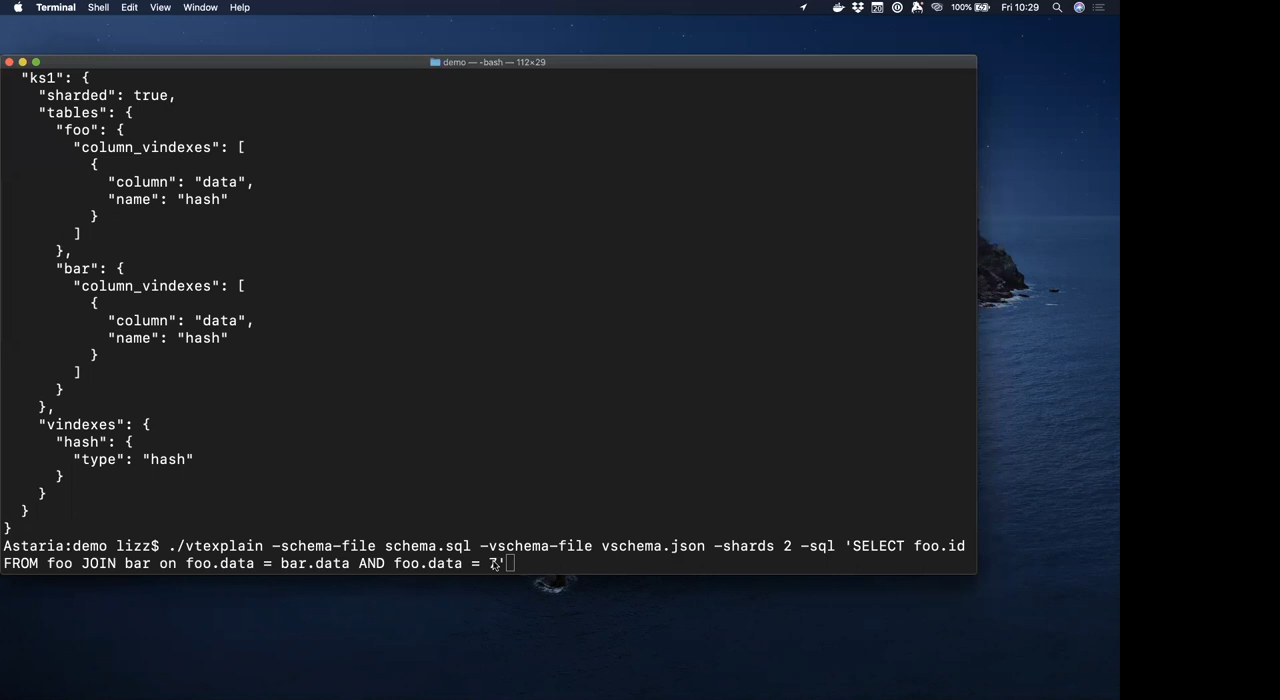 Terminal Shell Edit View Window Help 20 100% Fri 10:29
demo — -bash — 112×29
"ks1": {
"sharded": true,
"tables": {
"foo": {
"column_vindexes": [
{
"column": "data",
"name": "hash"
}
]
},
"bar": {
"column_vindexes": [
{
"column": "data",
"name": "hash"
}
]
}
},
"vindexes": {
"hash": {
"type": "hash"
}
}
}
}
Astaria:demo lizz$ ./vtexplain -schema-file schema.sql -vschema-file vschema.json -shards 2 -sql 'SELECT foo.id
FROM foo JOIN bar on foo.data = bar.data AND foo.data = 7'